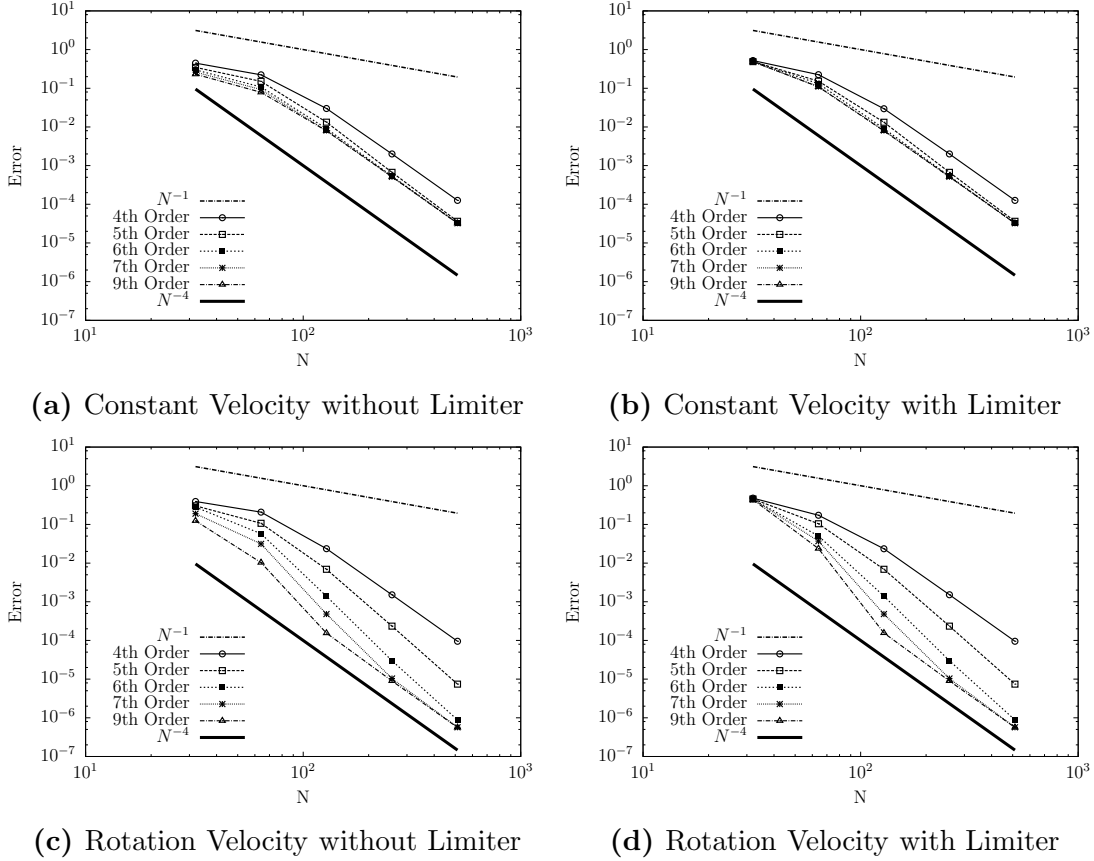 10^1
10^0
10^{-1}
10^{-2}
10^{-3}
10^{-4}
10^{-5}
10^{-6}
10^{-7}
Error
N^{-1}
4th Order
5th Order
6th Order
7th Order
9th Order
N^{-4}
10^1 10^2 10^3
N
(a) Constant Velocity without Limiter
10^1
10^0
10^{-1}
10^{-2}
10^{-3}
10^{-4}
10^{-5}
10^{-6}
10^{-7}
Error
N^{-1}
4th Order
5th Order
6th Order
7th Order
9th Order
N^{-4}
10^1 10^2 10^3
N
(b) Constant Velocity with Limiter
10^1
10^0
10^{-1}
10^{-2}
10^{-3}
10^{-4}
10^{-5}
10^{-6}
10^{-7}
Error
N^{-1}
4th Order
5th Order
6th Order
7th Order
9th Order
N^{-4}
10^1 10^2 10^3
N
(c) Rotation Velocity without Limiter
10^1
10^0
10^{-1}
10^{-2}
10^{-3}
10^{-4}
10^{-5}
10^{-6}
10^{-7}
Error
N^{-1}
4th Order
5th Order
6th Order
7th Order
9th Order
N^{-4}
10^1 10^2 10^3
N
(d) Rotation Velocity with Limiter